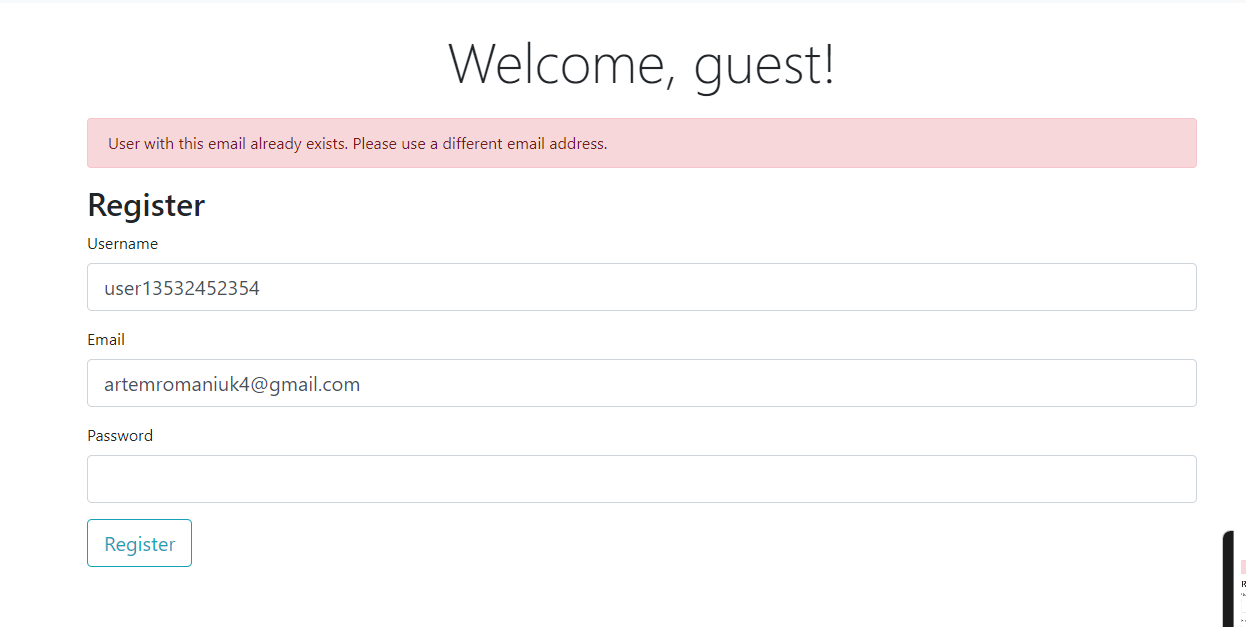 Welcome, guest!
User with this email already exists. Please use a different email address.
Register
Username
user13532452354
Email
artemromaniuk4@gmail.com
Password
Register